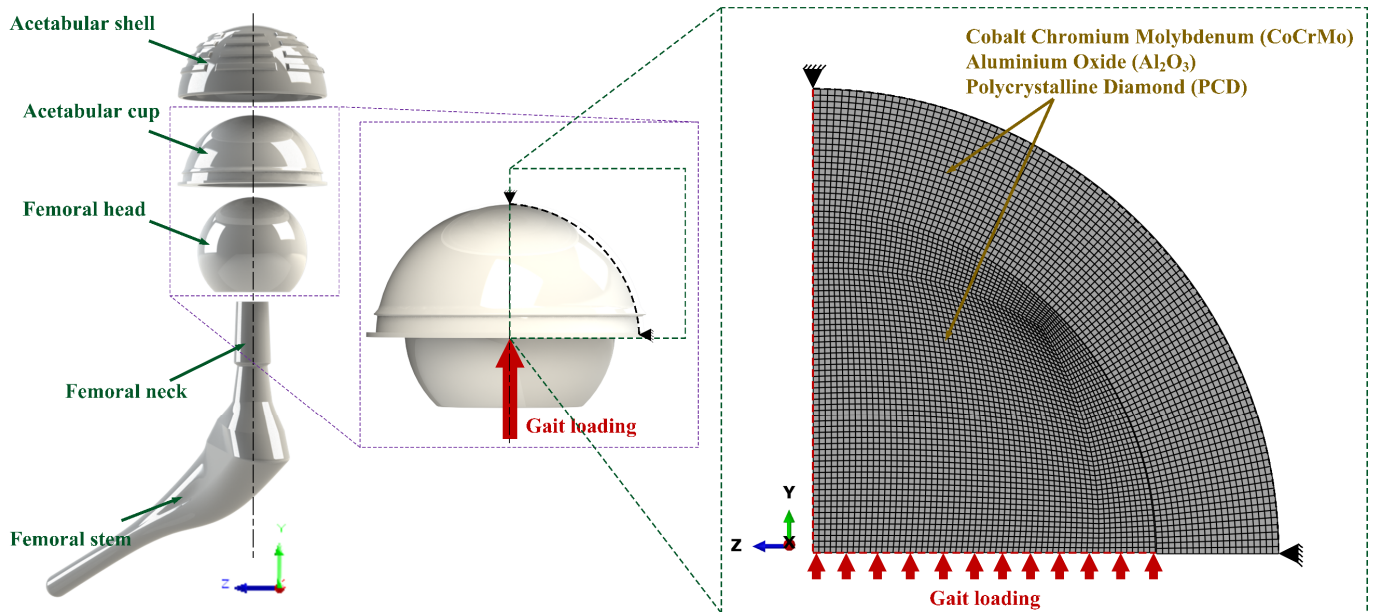 Acetabular shell
Acetabular cup
Femoral head
Femoral neck
Femoral stem
Y
Z
Gait loading
Cobalt Chromium Molybdenum (CoCrMo)
Aluminium Oxide (Al₂O₃)
Polycrystalline Diamond (PCD)
Y
Z
X
Gait loading